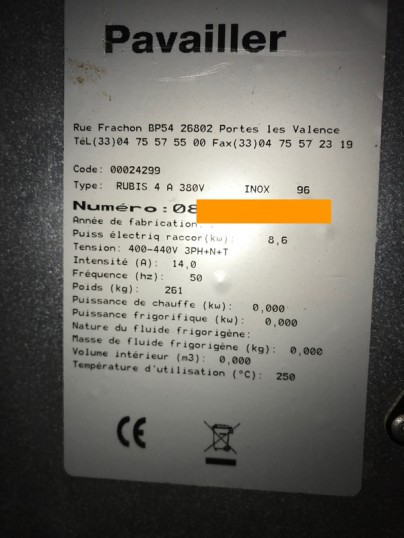 Pavailler
Rue Frachon BP54 26802 Portes les Valence
TéL(33)04 75 57 55 00 Fax(33)04 75 57 23 19
Code: 00024299
Type: RUBIS 4 A 380V INOX 96
Numéro: 08
Année de fabrication:
Puiss électriq raccor(kw): 8,6
Tension: 400-440V 3PH+N+T
Intensité (A): 14,0
Fréquence (hz): 50
Poids (kg): 261
Puissance de chauffe (kw): 0,000
Puissance frigorifique (kw): 0,000
Nature du fluide frigorigène:
Masse de fluide frigorigène (kg): 0,000
Volume intérieur (m3): 0,000
Température d'utilisation (°C): 250
CE